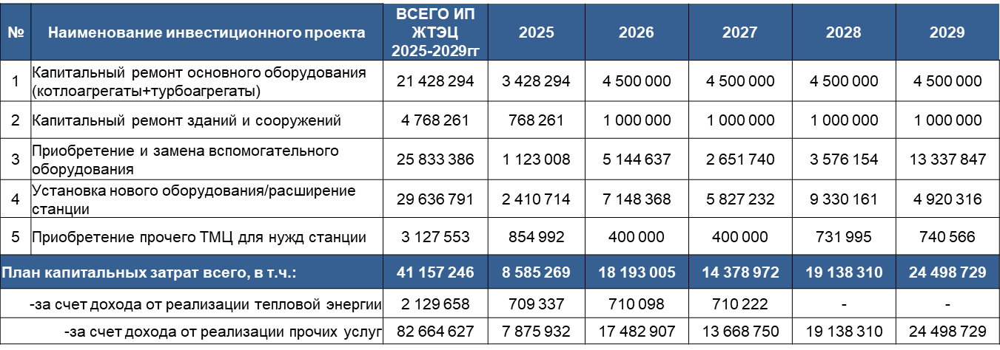 № Наименование инвестиционного проекта ВСЕГО ИП ЖТЭЦ 2025-2029гг 2025 2026 2027 2028 2029
1 Капитальный ремонт основного оборудования (котлоагрегаты+турбоагрегаты) 21 428 294 3 428 294 4 500 000 4 500 000 4 500 000 4 500 000
2 Капитальный ремонт зданий и сооружений 4 768 261 768 261 1 000 000 1 000 000 1 000 000 1 000 000
3 Приобретение и замена вспомогательного оборудования 25 833 386 1 123 008 5 144 637 2 651 740 3 576 154 13 337 847
4 Установка нового оборудования/расширение станции 29 636 791 2 410 714 7 148 368 5 827 232 9 330 161 4 920 316
5 Приобретение прочего ТМЦ для нужд станции 3 127 553 854 992 400 000 400 000 731 995 740 566
План капитальных затрат всего, в т.ч.: 41 157 246 8 585 269 18 193 005 14 378 972 19 138 310 24 498 729
-за счет дохода от реализации тепловой энергии 2 129 658 709 337 710 098 710 222 - -
-за счет дохода от реализации прочих услуг 82 664 627 7 875 932 17 482 907 13 668 750 19 138 310 24 498 729